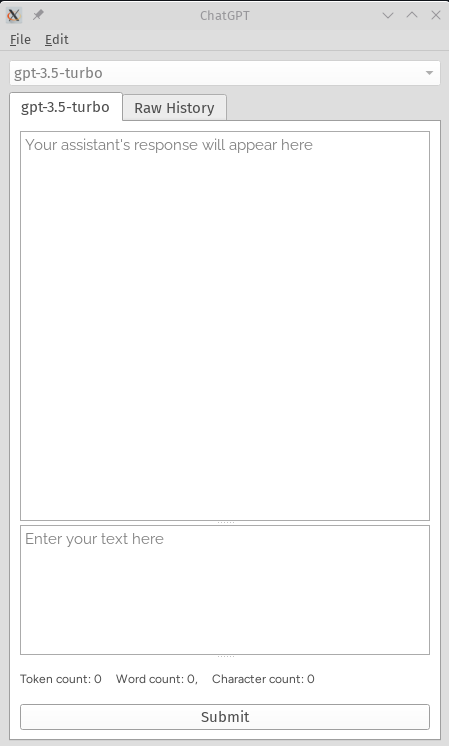 ChatGPT
File Edit
gpt-3.5-turbo
gpt-3.5-turbo Raw History
Your assistant's response will appear here
Enter your text here
Token count: 0 Word count: 0, Character count: 0
Submit